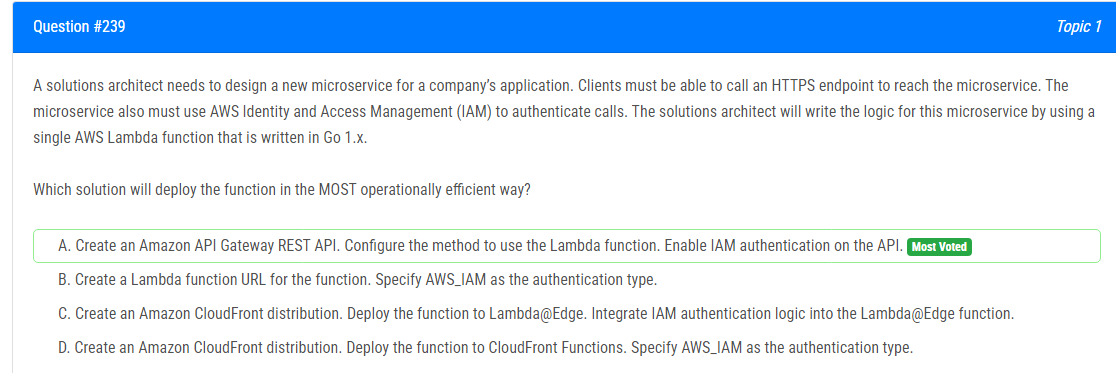 Question #239
Topic 1
A solutions architect needs to design a new microservice for a company’s application. Clients must be able to call an HTTPS endpoint to reach the microservice. The
microservice also must use AWS Identity and Access Management (IAM) to authenticate calls. The solutions architect will write the logic for this microservice by using a
single AWS Lambda function that is written in Go 1.x.
Which solution will deploy the function in the MOST operationally efficient way?
A. Create an Amazon API Gateway REST API. Configure the method to use the Lambda function. Enable IAM authentication on the API. Most Voted
B. Create a Lambda function URL for the function. Specify AWS_IAM as the authentication type.
C. Create an Amazon CloudFront distribution. Deploy the function to Lambda@Edge. Integrate IAM authentication logic into the Lambda@Edge function.
D. Create an Amazon CloudFront distribution. Deploy the function to CloudFront Functions. Specify AWS_IAM as the authentication type.